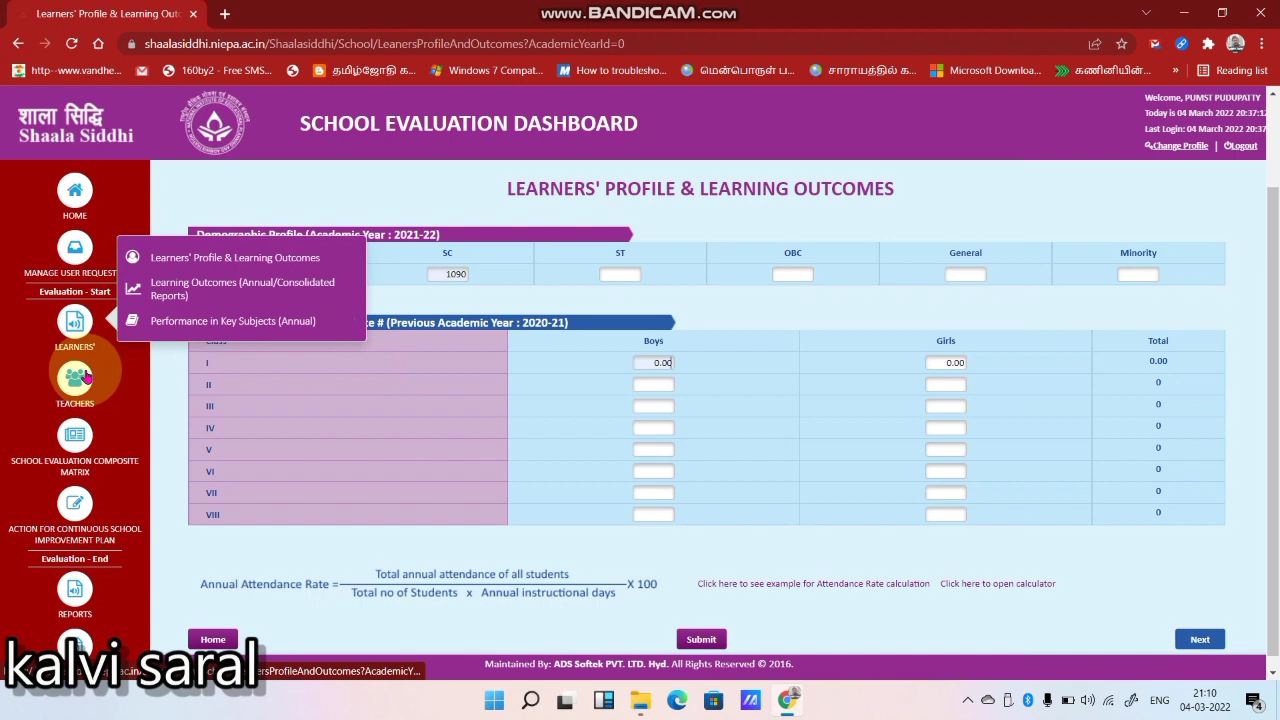 www.BANDICAM.com
Learners' Profile & Learning Out
shaalasiddhi.niepa.ac.in/Shaalasiddhi/School/LeanersProfileAndOutcomes?AcademicYearId=0
http--www.vandhe... 160by2 - Free SMS... தமிழ்ஜோதி க... Windows 7 Compat... How to troublesho... மென்பொருள் ப... சாராயத்தில் க... Microsoft Downloa... கணினியின்... » Reading list
शाला सिद्धि
Shaala Siddhi
SCHOOL EVALUATION DASHBOARD
Welcome, PUMST PUDUPATTY
Today is 04 March 2022 20:37:12
Last Login: 04 March 2022 20:37
Change Profile | Logout
HOME
MANAGE USER REQUEST
Evaluation - Start
LEARNERS'
TEACHERS
SCHOOL EVALUATION COMPOSITE
MATRIX
ACTION FOR CONTINUOUS SCHOOL
IMPROVEMENT PLAN
Evaluation - End
REPORTS
Learners' Profile & Learning Outcomes
Learning Outcomes (Annual/Consolidated
Reports)
Performance in Key Subjects (Annual)
LEARNERS' PROFILE & LEARNING OUTCOMES
Demographic Profile (Academic Year : 2021-22)
SC ST OBC General Minority
1090
# (Previous Academic Year : 2020-21)
Class Boys Girls Total
I 0.00 0.00 0.00
II 0
III 0
IV 0
V 0
VI 0
VII 0
VIII 0
Annual Attendance Rate = Total annual attendance of all students X 100
Total no of Students x Annual instructional days
Click here to see example for Attendance Rate calculation Click here to open calculator
Home Submit Next
Maintained By: ADS Softek PVT. LTD. Hyd. All Rights Reserved © 2016.
kalvi saral
ENG
21:10
04-03-2022
4